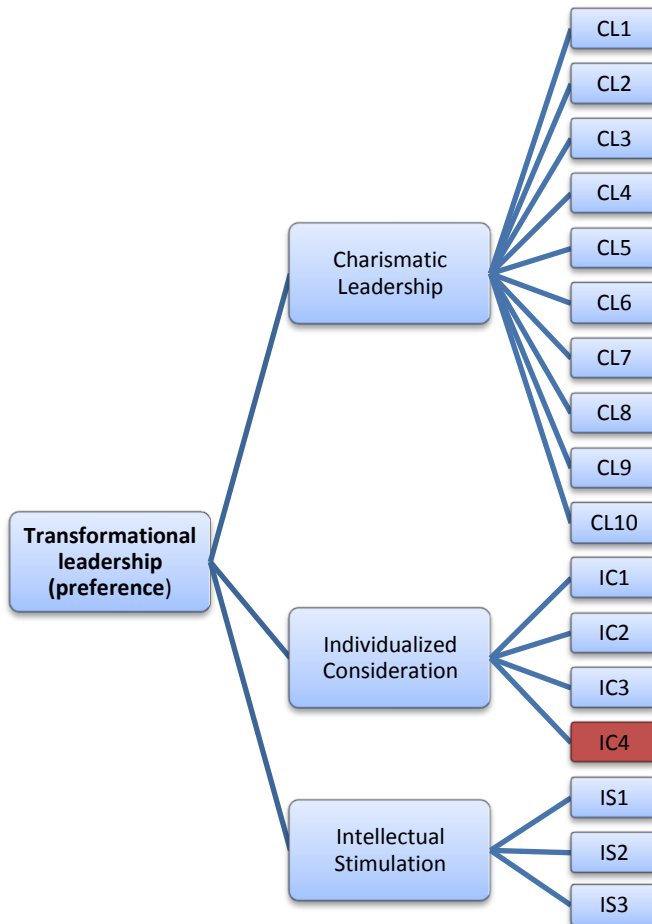 Transformational
leadership
(preference)
Charismatic
Leadership
CL1
CL2
CL3
CL4
CL5
CL6
CL7
CL8
CL9
CL10
Individualized
Consideration
IC1
IC2
IC3
IC4
Intellectual
Stimulation
IS1
IS2
IS3